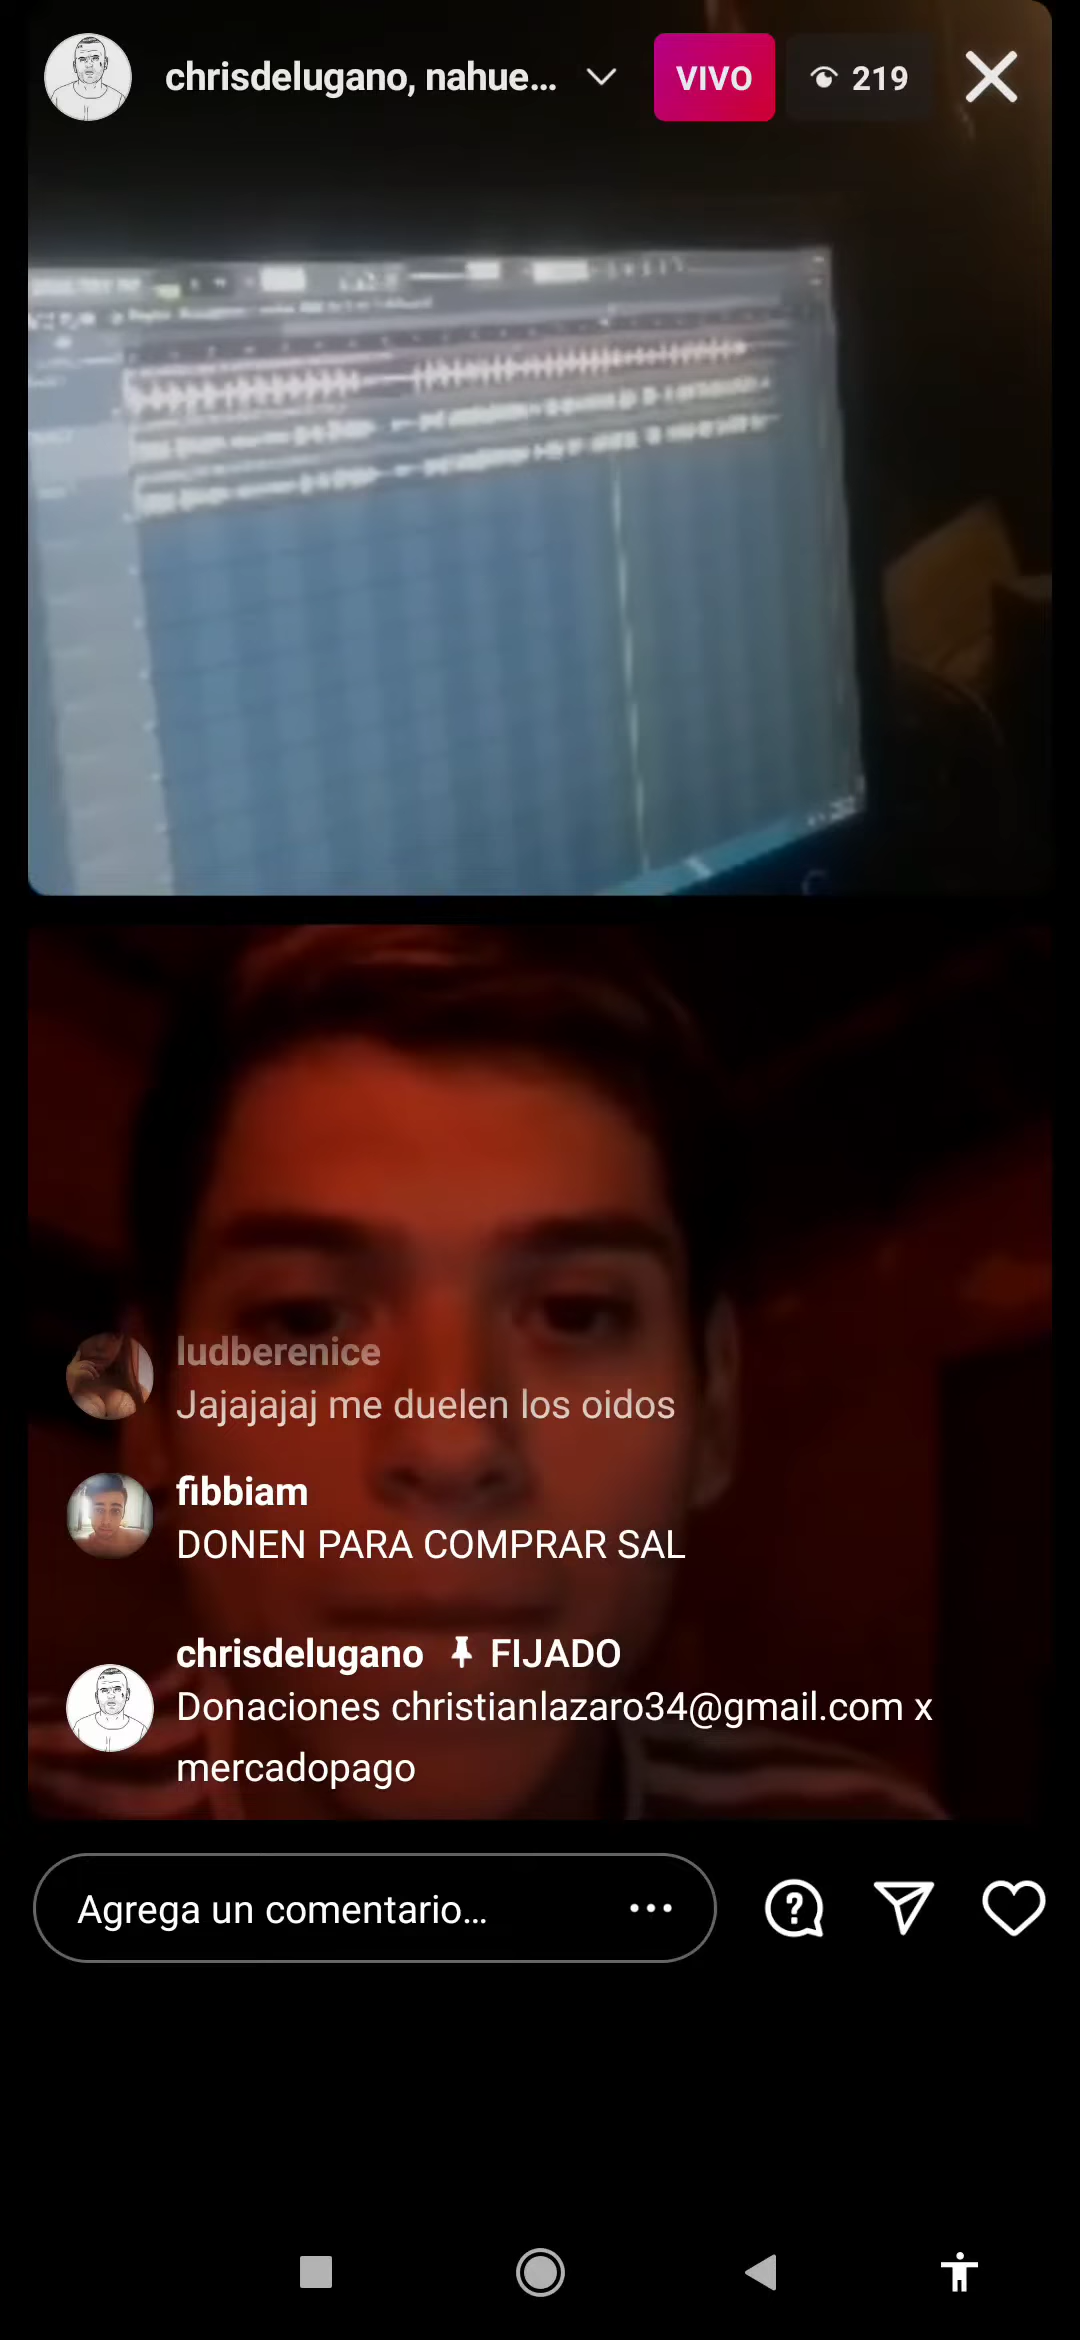 chrisdelugano, nahue...
VIVO
219
ludberenice
Jajajajaj me duelen los oidos
fibbiam
DONEN PARA COMPRAR SAL
chrisdelugano FIJADO
Donaciones christianlazaro34@gmail.com x
mercadopago
Agrega un comentario...